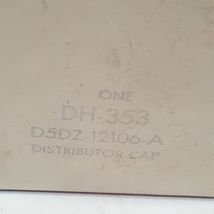 ONE
DH-353
D5DZ-12106-A
DISTRIBUTOR CAP